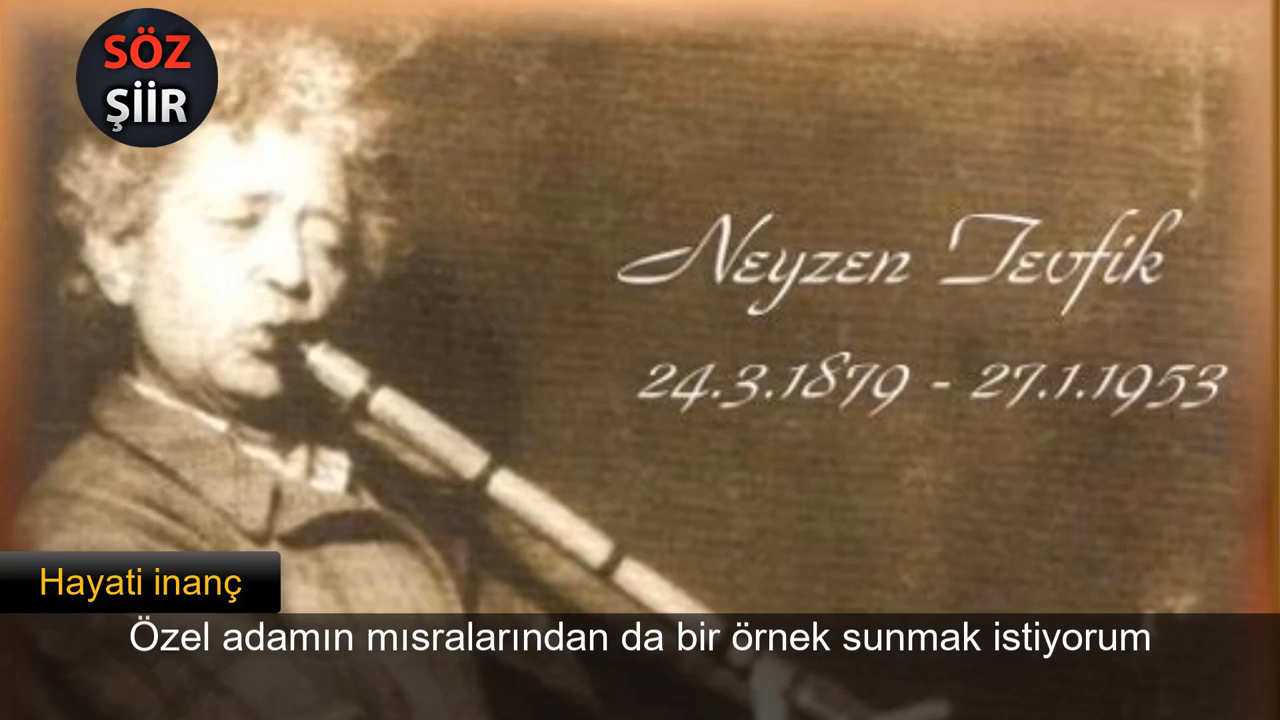 SÖZ
ŞİİR
Neyzen Tevfik
24.3.1879 - 27.1.1953
Hayati inanç
Özel adamın mısralarından da bir örnek sunmak istiyorum